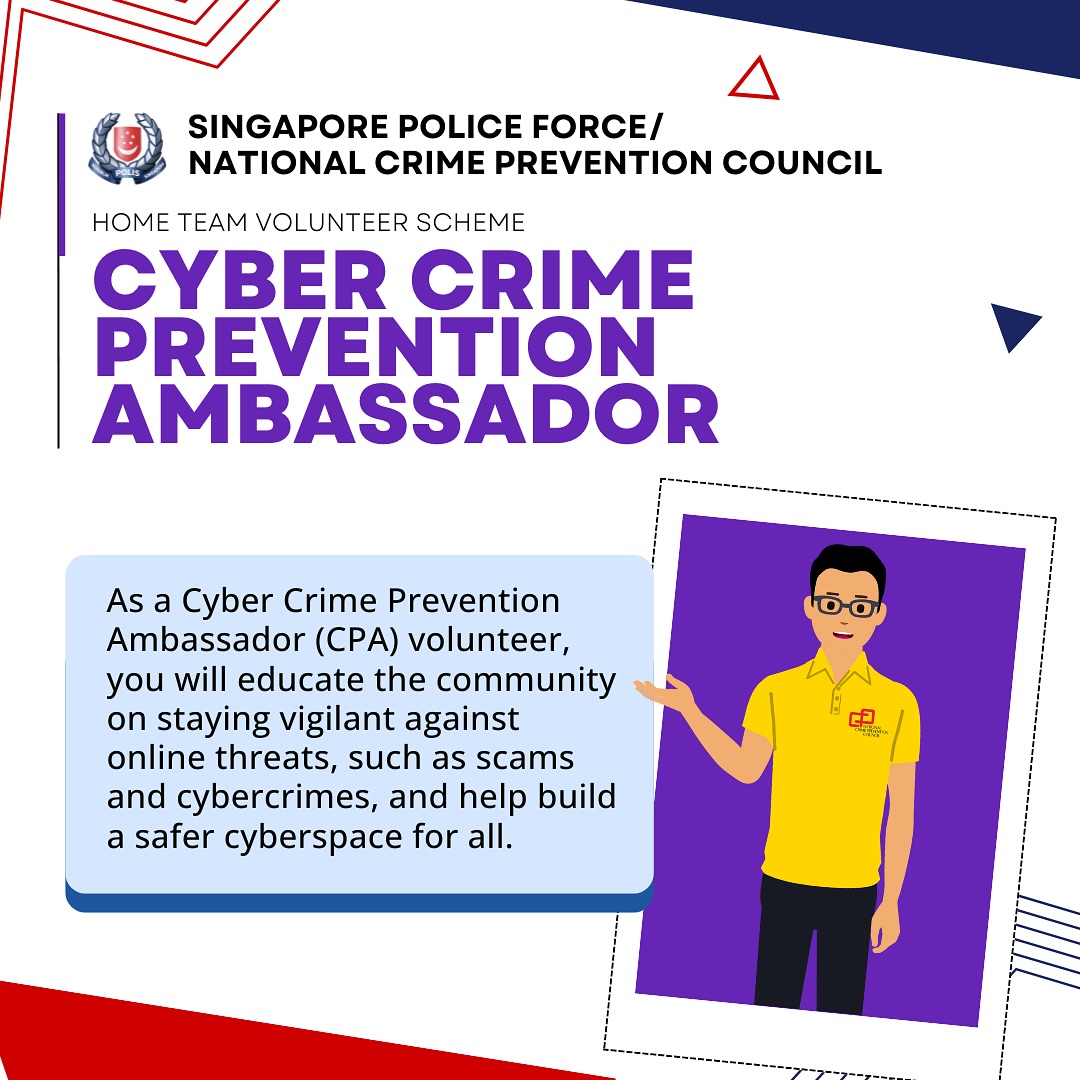 SINGAPORE POLICE FORCE/
NATIONAL CRIME PREVENTION COUNCIL
POLIS
HOME TEAM VOLUNTEER SCHEME
CYBER CRIME
PREVENTION
AMBASSADOR
As a Cyber Crime Prevention
Ambassador (CPA) volunteer,
you will educate the community
on staying vigilant against
online threats, such as scams
and cybercrimes, and help build
a safer cyberspace for all.
NATIONAL
CRIME PREVENTION
COUNCIL